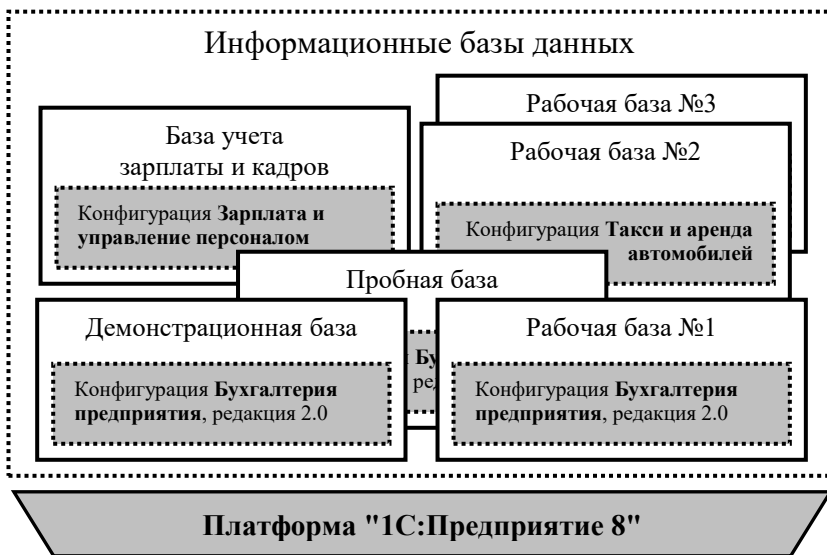 Информационные базы данных
Рабочая база №3
База учета
зарплаты и кадров
Рабочая база №2
Конфигурация Зарплата и
управление персоналом
Конфигурация Такси и аренда
автомобилей
Пробная база
Демонстрационная база
Рабочая база №1
Конфигурация Бухгалтерия
предприятия, редакция 2.0
Конфигурация Бухгалтерия
предприятия, редакция 2.0
Платформа "1С:Предприятие 8"